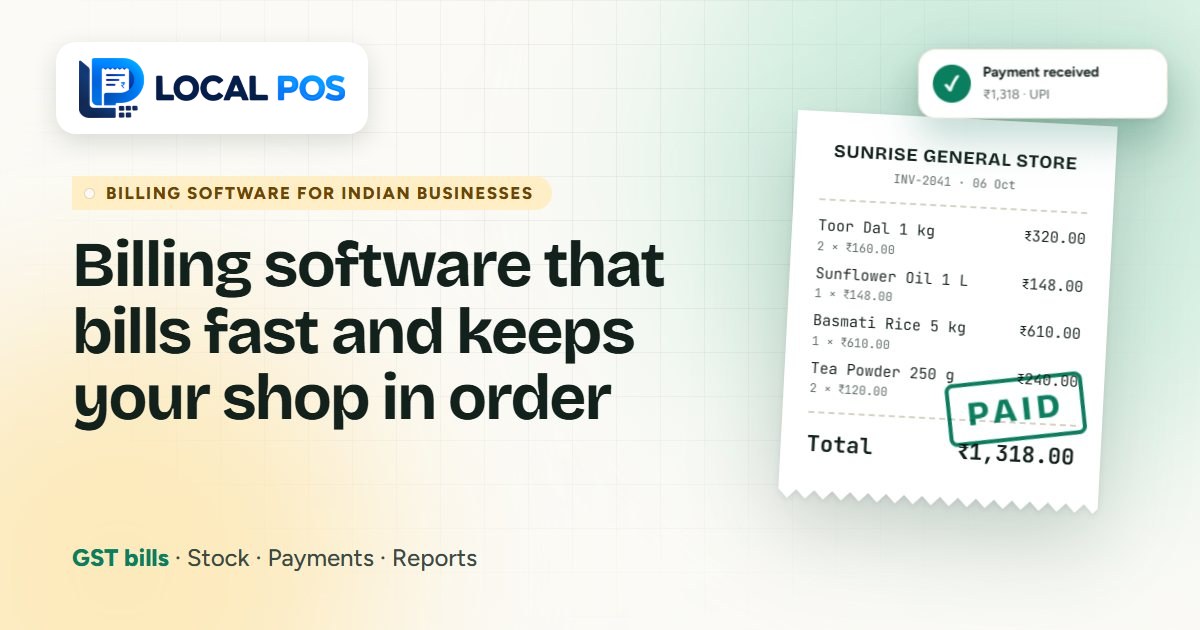 LOCAL POS
BILLING SOFTWARE FOR INDIAN BUSINESSES
Billing software that
bills fast and keeps
your shop in order
GST bills · Stock · Payments · Reports
Payment received
₹1,318 · UPI
SUNRISE GENERAL STORE
INV-2041 · 06 Oct
Toor Dal 1 kg ₹320.00
2 × ₹160.00
Sunflower Oil 1 L ₹148.00
1 × ₹148.00
Basmati Rice 5 kg ₹610.00
1 × ₹610.00
Tea Powder 250 g ₹240.00
2 × ₹120.00
PAID
Total ₹1,318.00